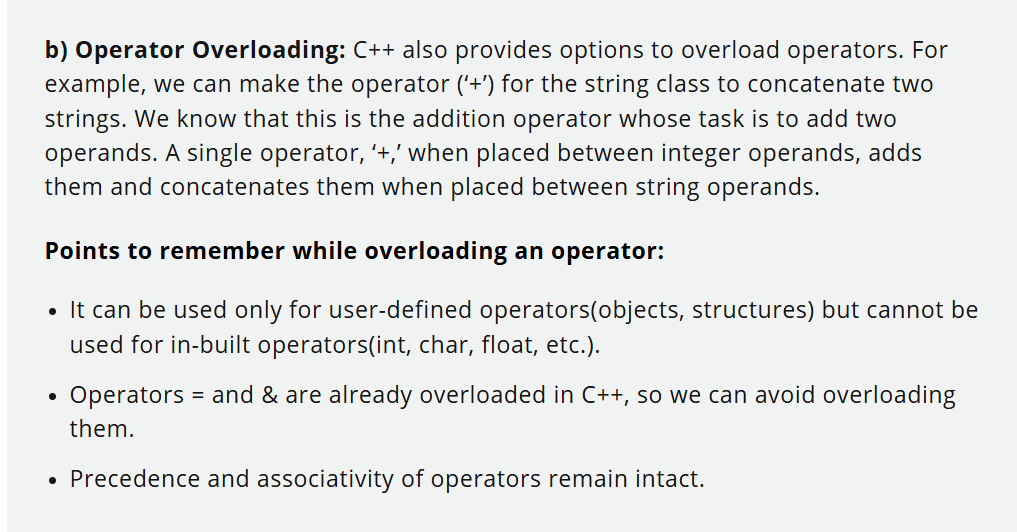 b) Operator Overloading: C++ also provides options to overload operators. For
example, we can make the operator (‘+’) for the string class to concatenate two
strings. We know that this is the addition operator whose task is to add two
operands. A single operator, ‘+,’ when placed between integer operands, adds
them and concatenates them when placed between string operands.
Points to remember while overloading an operator:
• It can be used only for user-defined operators(objects, structures) but cannot be
used for in-built operators(int, char, float, etc.).
• Operators = and & are already overloaded in C++, so we can avoid overloading
them.
• Precedence and associativity of operators remain intact.